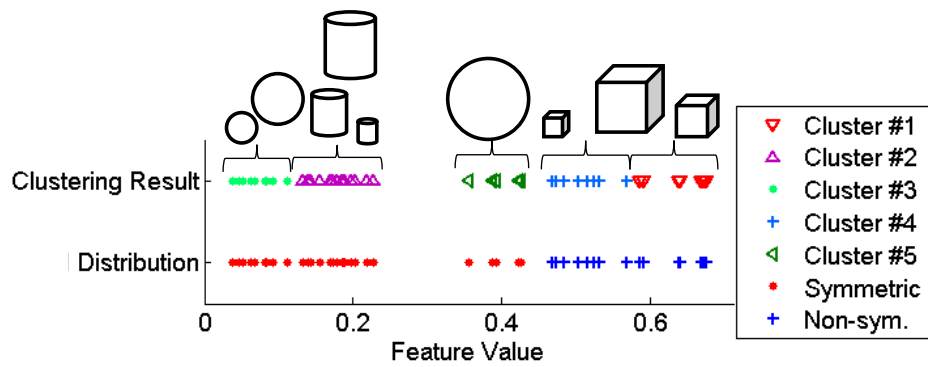 Clustering Result
Distribution
0
0.2
0.4
0.6
Feature Value
Cluster #1
Cluster #2
Cluster #3
Cluster #4
Cluster #5
Symmetric
Non-sym.